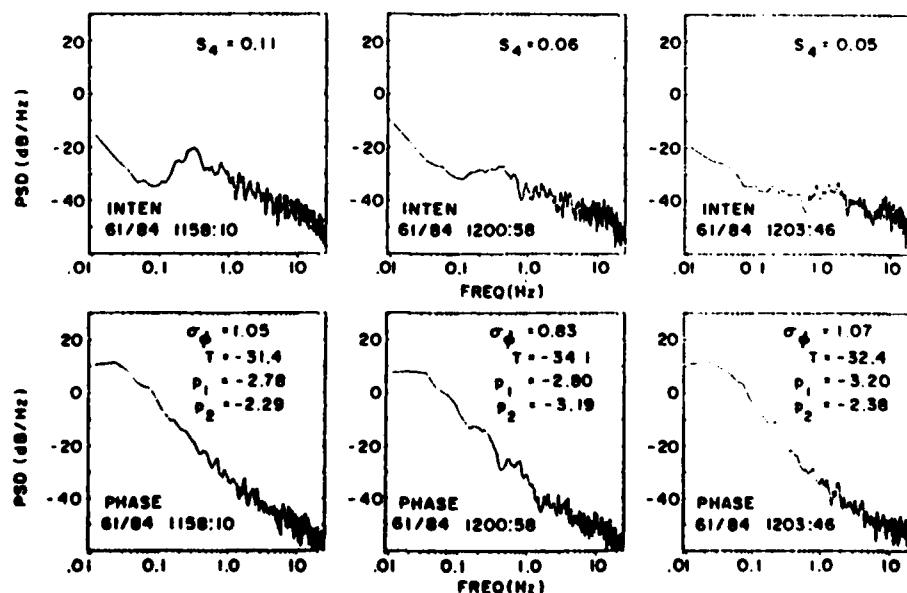 S4 = 0.11
S4 = 0.06
S4 = 0.05
PSD (dB/Hz)
20
0
-20
-40
INTEN
61/84 1158:10
.01 0.1 1.0 10
20
0
-20
-40
INTEN
61/84 1200:58
.01 0.1 1.0 10
FREQ(Hz)
20
0
-20
-40
INTEN
61/84 1203:46
.01 0.1 1.0 10
PSD (dB/Hz)
20
0
-20
-40
σϕ = 1.05
T = -31.4
P1 = -2.78
P2 = -2.29
PHASE
61/84 1158:10
.01 0.1 1.0 10
20
0
-20
-40
σϕ = 0.83
T = -34.1
P1 = -2.80
P2 = -3.19
PHASE
61/84 1200:58
.01 0.1 1.0 10
FREQ(Hz)
20
0
-20
-40
σϕ = 1.07
T = -32.4
P1 = -3.20
P2 = -2.38
PHASE
61/84 1203:46
.01 0.1 1.0 10